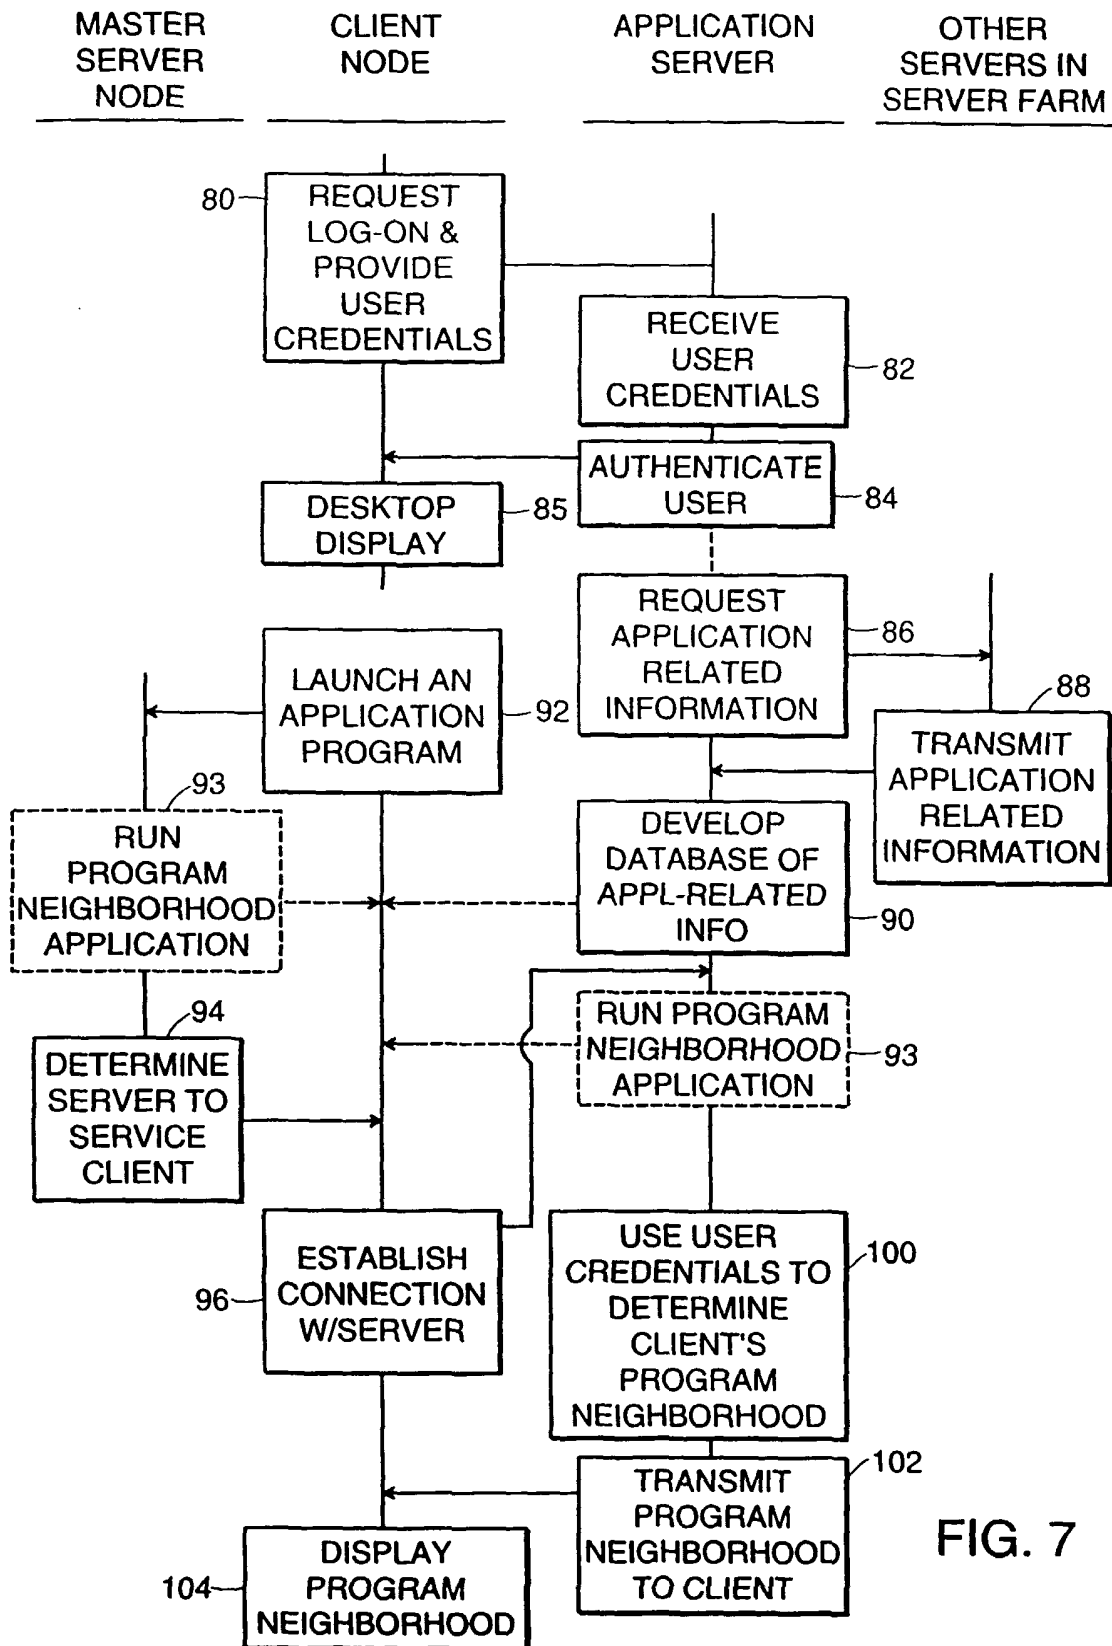 MASTER
SERVER
NODE
CLIENT
NODE
APPLICATION
SERVER
OTHER
SERVERS IN
SERVER FARM
80
REQUEST
LOG-ON &
PROVIDE
USER
CREDENTIALS
RECEIVE
USER
CREDENTIALS
82
AUTHENTICATE
USER
84
DESKTOP
DISPLAY
85
REQUEST
APPLICATION
RELATED
INFORMATION
86
88
TRANSMIT
APPLICATION
RELATED
INFORMATION
LAUNCH AN
APPLICATION
PROGRAM
92
93
RUN
PROGRAM
NEIGHBORHOOD
APPLICATION
DEVELOP
DATABASE OF
APPL-RELATED
INFO
90
94
DETERMINE
SERVER TO
SERVICE
CLIENT
RUN PROGRAM
NEIGHBORHOOD
APPLICATION
93
96
ESTABLISH
CONNECTION
W/SERVER
USE USER
CREDENTIALS TO
DETERMINE
CLIENT'S
PROGRAM
NEIGHBORHOOD
100
TRANSMIT
PROGRAM
NEIGHBORHOOD
TO CLIENT
102
104
DISPLAY
PROGRAM
NEIGHBORHOOD
FIG. 7